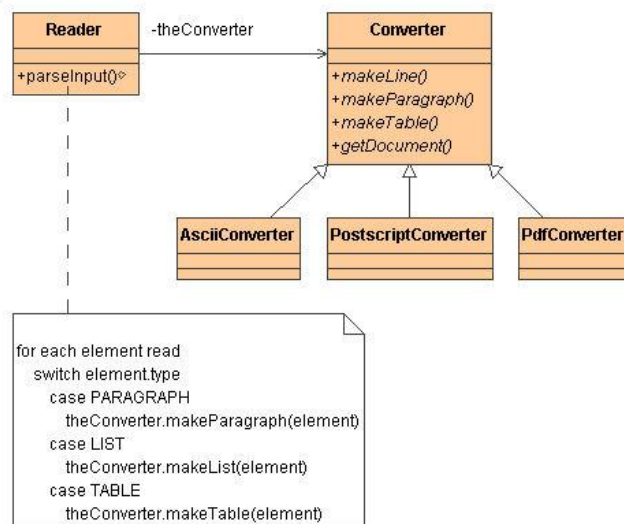 Reader
-theConverter
Converter
+parseInput()
+makeLine()
+makeParagraph()
+makeTable()
+getDocument()
AsciiConverter
PostscriptConverter
PdfConverter
for each element read
switch element.type
case PARAGRAPH
theConverter.makeParagraph(element)
case LIST
theConverter.makeList(element)
case TABLE
theConverter.makeTable(element)